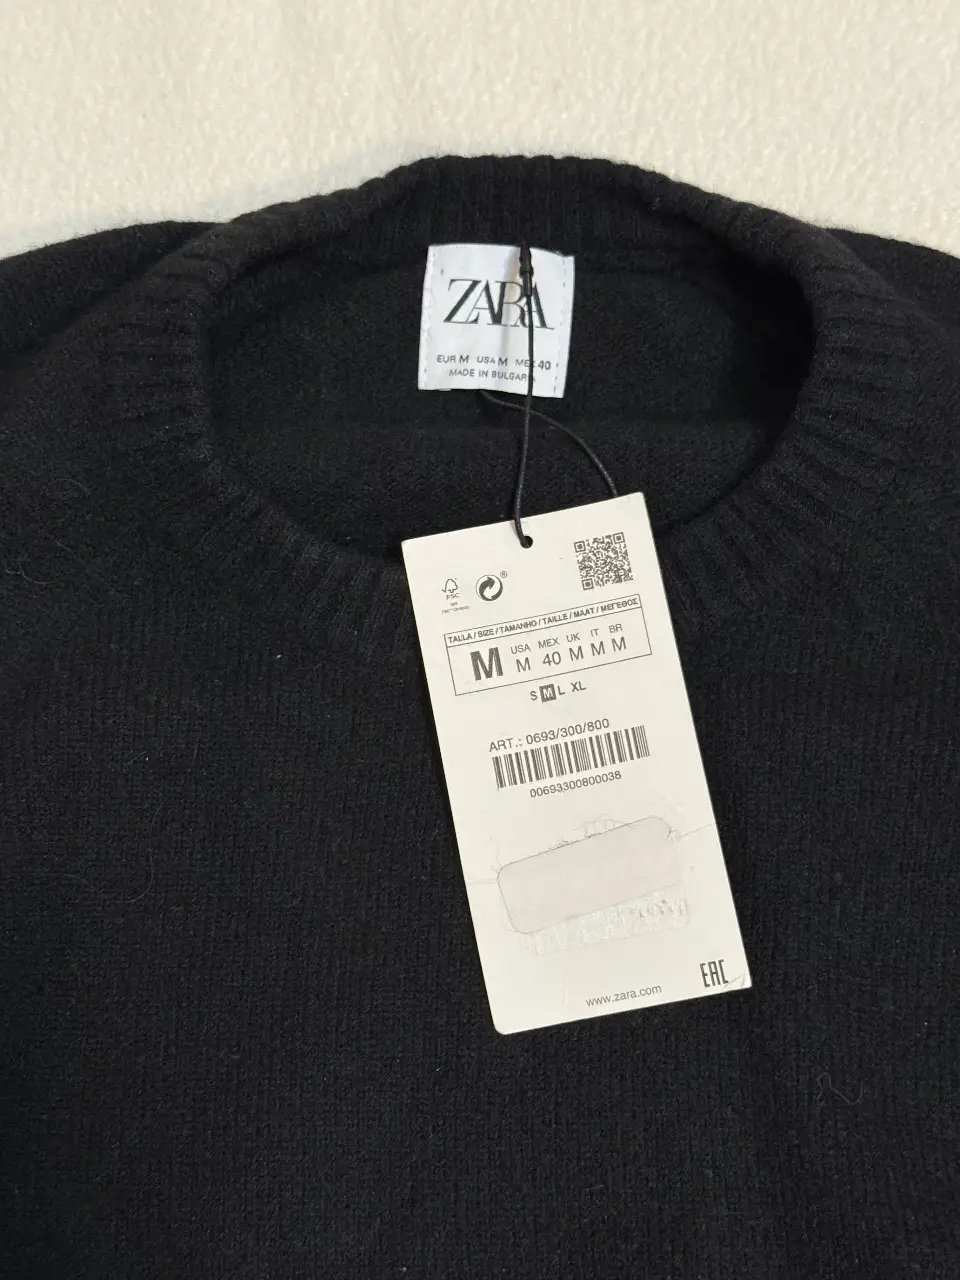 ZARA
EUR M USA M MEX 40
MADE IN BULGARIA
FSC
TALLA / SIZE / TAMANHO / TAILLE / MAAT / ΜΕΓΕΘΟΣ
M
USA MEX UK IT BR
M 40 M M M
S M L XL
ART.: 0693/300/800
00693300800038
EAC
www.zara.com